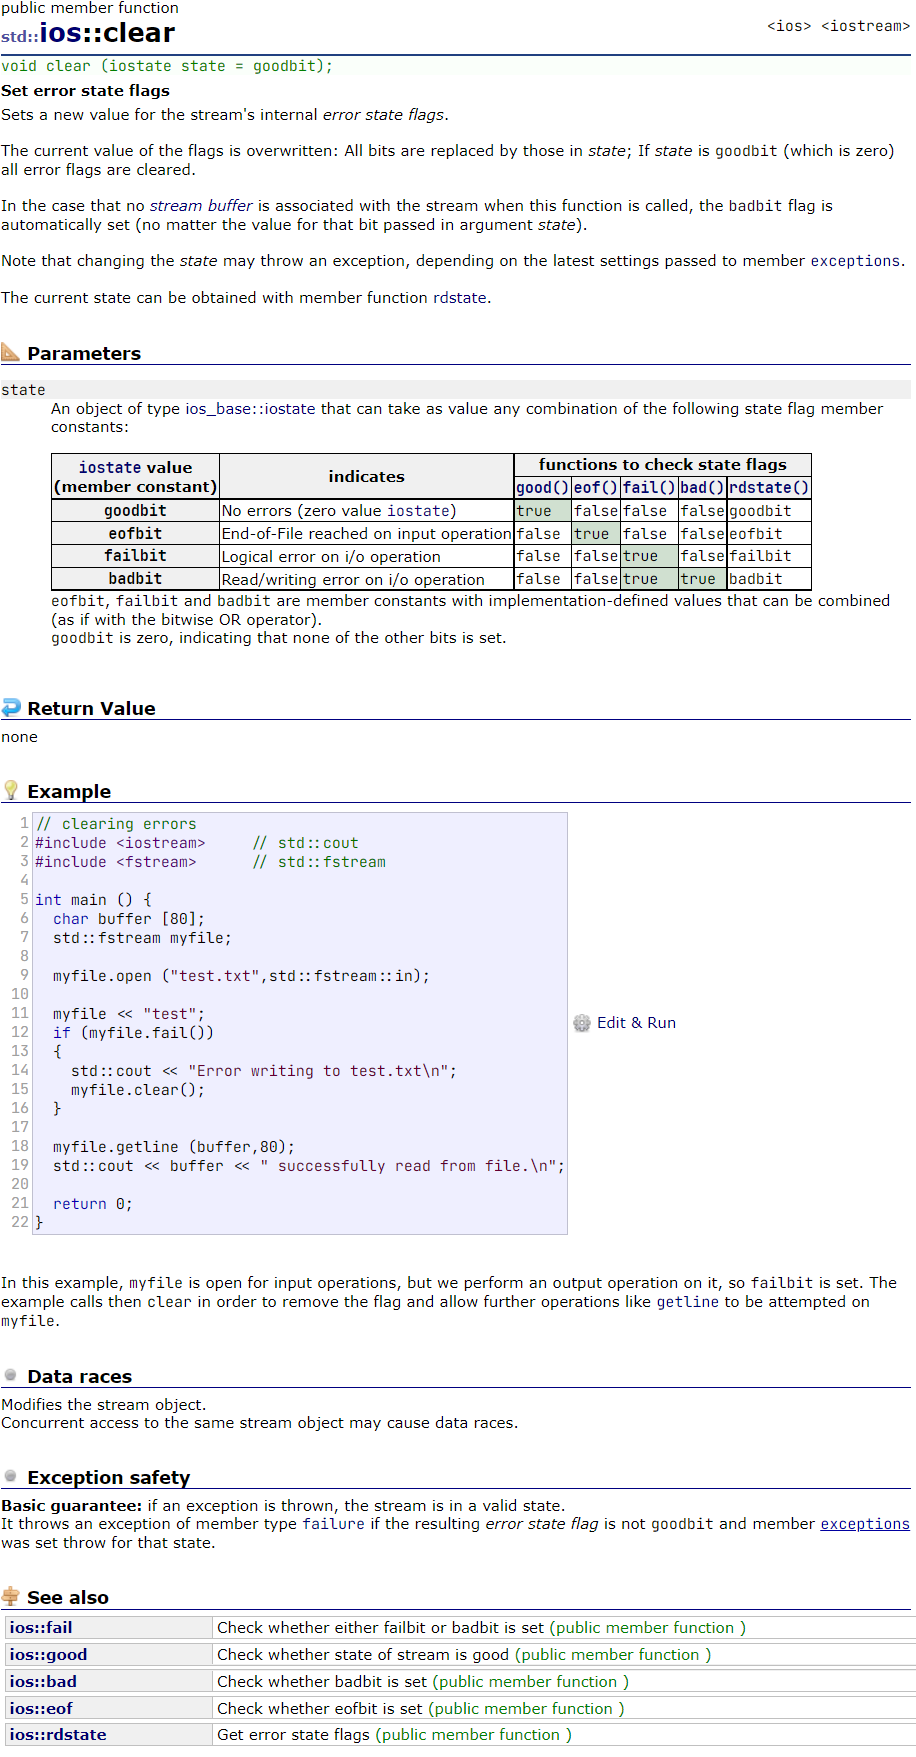 public member function
std::ios::clear
<ios> <iostream>
void clear (iostate state = goodbit);
Set error state flags
Sets a new value for the stream's internal error state flags.
The current value of the flags is overwritten: All bits are replaced by those in state; If state is goodbit (which is zero)
all error flags are cleared.
In the case that no stream buffer is associated with the stream when this function is called, the badbit flag is
automatically set (no matter the value for that bit passed in argument state).
Note that changing the state may throw an exception, depending on the latest settings passed to member exceptions.
The current state can be obtained with member function rdstate.
Parameters
state
An object of type ios_base::iostate that can take as value any combination of the following state flag member
constants:
iostate value
(member constant)
indicates
functions to check state flags
good() eof() fail() bad() rdstate()
goodbit No errors (zero value iostate) true false false false goodbit
eofbit End-of-File reached on input operation false true false false eofbit
failbit Logical error on i/o operation false false true false failbit
badbit Read/writing error on i/o operation false false true true badbit
eofbit, failbit and badbit are member constants with implementation-defined values that can be combined
(as if with the bitwise OR operator).
goodbit is zero, indicating that none of the other bits is set.
Return Value
none
Example
1 // clearing errors
2 #include <iostream>     // std::cout
3 #include <fstream>      // std::fstream
4
5 int main () {
6   char buffer [80];
7   std::fstream myfile;
8
9   myfile.open ("test.txt",std::fstream::in);
10
11   myfile << "test";
12   if (myfile.fail())
13   {
14     std::cout << "Error writing to test.txt\n";
15     myfile.clear();
16   }
17
18   myfile.getline (buffer,80);
19   std::cout << buffer << " successfully read from file.\n";
20
21   return 0;
22 }
Edit & Run
In this example, myfile is open for input operations, but we perform an output operation on it, so failbit is set. The
example calls then clear in order to remove the flag and allow further operations like getline to be attempted on
myfile.
Data races
Modifies the stream object.
Concurrent access to the same stream object may cause data races.
Exception safety
Basic guarantee: if an exception is thrown, the stream is in a valid state.
It throws an exception of member type failure if the resulting error state flag is not goodbit and member exceptions
was set throw for that state.
See also
ios::fail Check whether either failbit or badbit is set (public member function )
ios::good Check whether state of stream is good (public member function )
ios::bad Check whether badbit is set (public member function )
ios::eof Check whether eofbit is set (public member function )
ios::rdstate Get error state flags (public member function )